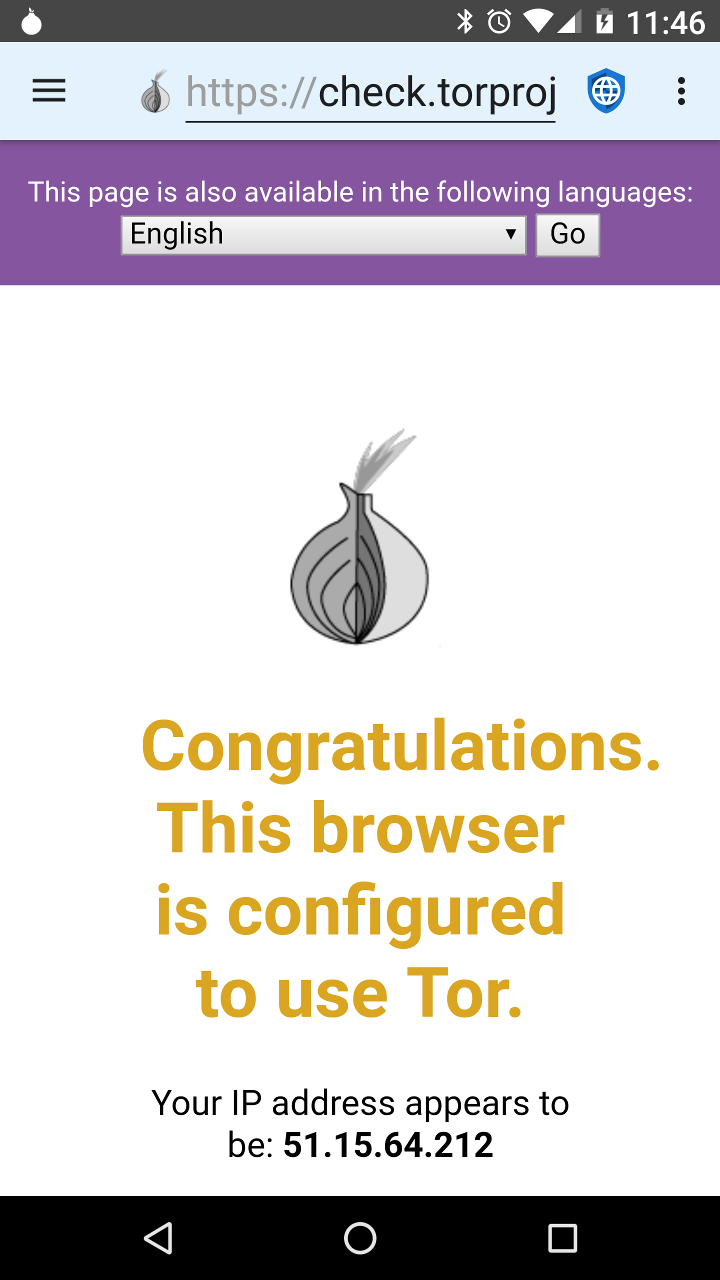 11:46
https://check.torproj
This page is also available in the following languages:
English Go
Congratulations.
This browser
is configured
to use Tor.
Your IP address appears to
be: 51.15.64.212